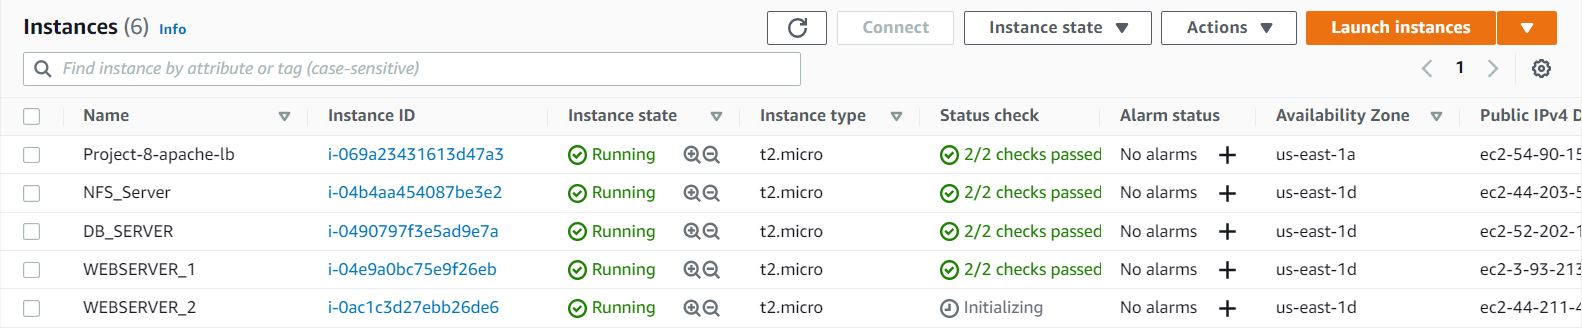 Instances (6) Info Connect Instance state Actions Launch instances
Find instance by attribute or tag (case-sensitive) 1
Name Instance ID Instance state Instance type Status check Alarm status Availability Zone Public IPv4 D
Project-8-apache-lb i-069a23431613d47a3 Running t2.micro 2/2 checks passed No alarms + us-east-1a ec2-54-90-15
NFS_Server i-04b4aa454087be3e2 Running t2.micro 2/2 checks passed No alarms + us-east-1d ec2-44-203-5
DB_SERVER i-0490797f3e5ad9e7a Running t2.micro 2/2 checks passed No alarms + us-east-1d ec2-52-202-1
WEBSERVER_1 i-04e9a0bc75e9f26eb Running t2.micro 2/2 checks passed No alarms + us-east-1d ec2-3-93-213
WEBSERVER_2 i-0ac1c3d27ebb26de6 Running t2.micro Initializing No alarms + us-east-1d ec2-44-211-4